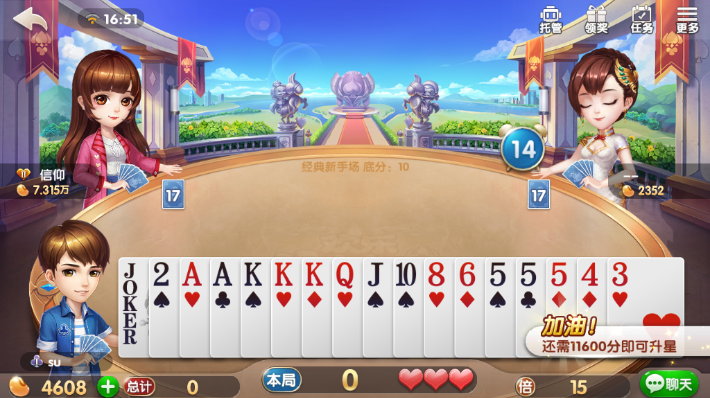 16:51
托管
领奖
任务
更多
信仰
7.315万
17
经典新手场 底分：10
14
17
--
2352
JOKER
2 A A K K K Q J 10 8 6 5 5 5 4 3
加油！
还需11600分即可升星
su
4608
总计
0
本局
0
倍
15
聊天